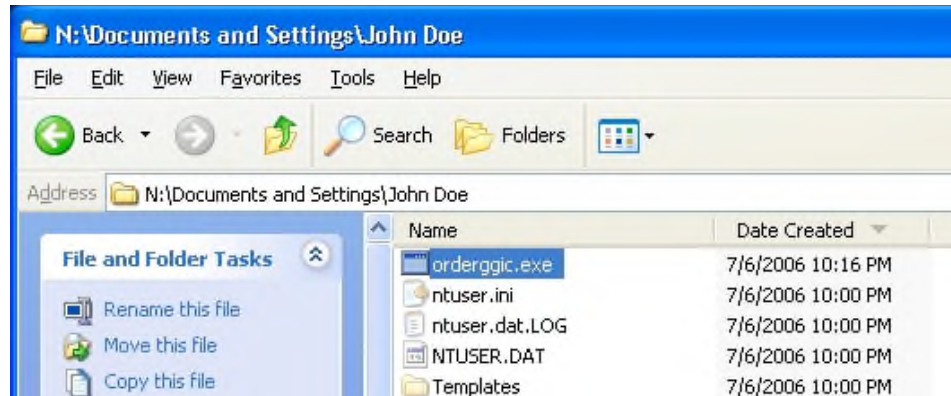 N:\Documents and Settings\John Doe
File Edit View Favorites Tools Help
Back Search Folders
Address N:\Documents and Settings\John Doe
File and Folder Tasks
Rename this file
Move this file
Copy this file
Name Date Created
orderggic.exe 7/6/2006 10:16 PM
ntuser.ini 7/6/2006 10:00 PM
ntuser.dat.LOG 7/6/2006 10:00 PM
NTUSER.DAT 7/6/2006 10:00 PM
Templates 7/6/2006 10:00 PM